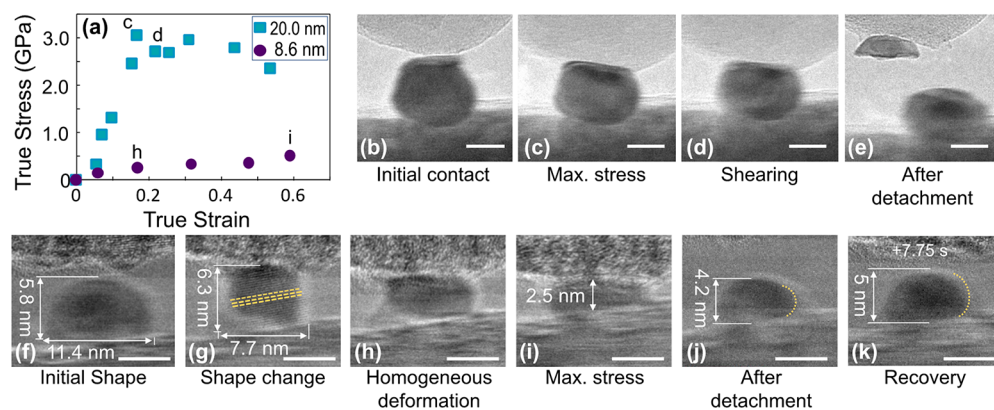 (a)
True Stress (GPa)
3.0
2.0
1.0
0
0
0.2
0.4
0.6
True Strain
20.0 nm
8.6 nm
c
d
h
i
(b)
Initial contact
(c)
Max. stress
(d)
Shearing
(e)
After
detachment
5.8 nm
11.4 nm
(f)
Initial Shape
6.3 nm
7.7 nm
(g)
Shape change
(h)
Homogeneous
deformation
2.5 nm
(i)
Max. stress
4.2 nm
(j)
After
detachment
+7.75 s
5 nm
(k)
Recovery